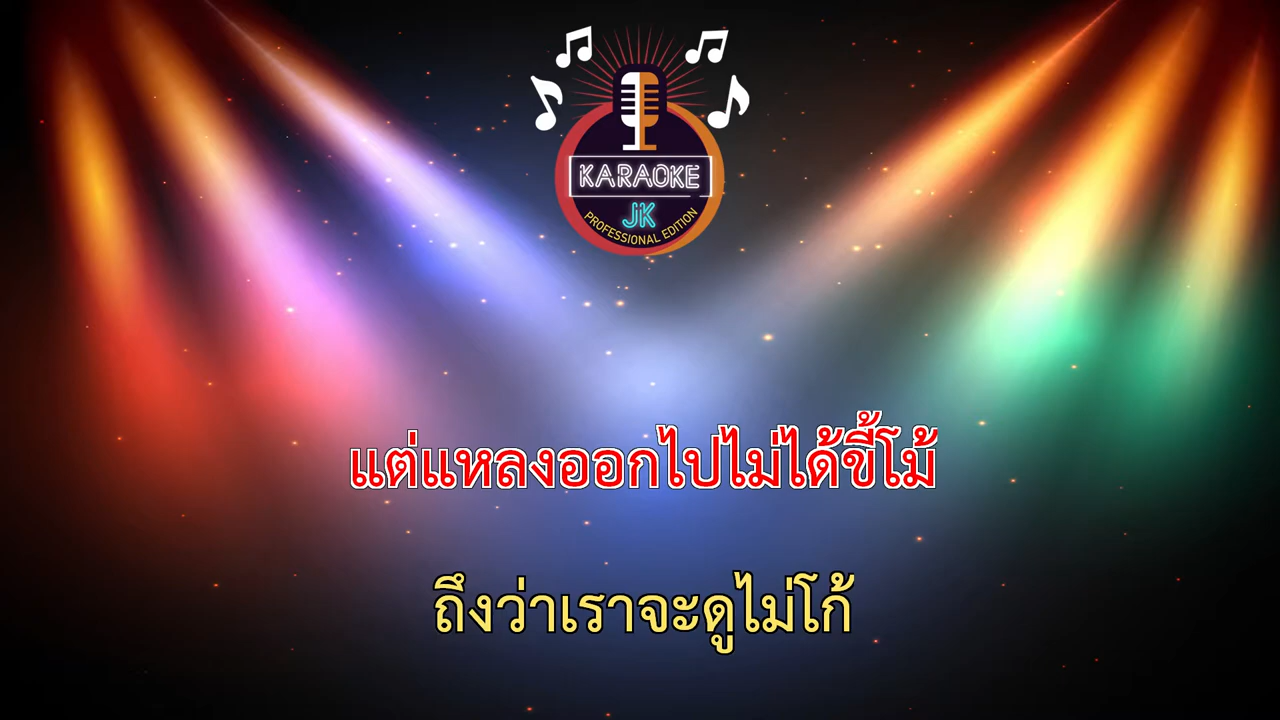 KARAOKE
JK
PROFESSIONAL EDITION
แต่แหลงออกไปไม่ได้ขี้โม้
ถึงว่าเราจะดูไม่โก้